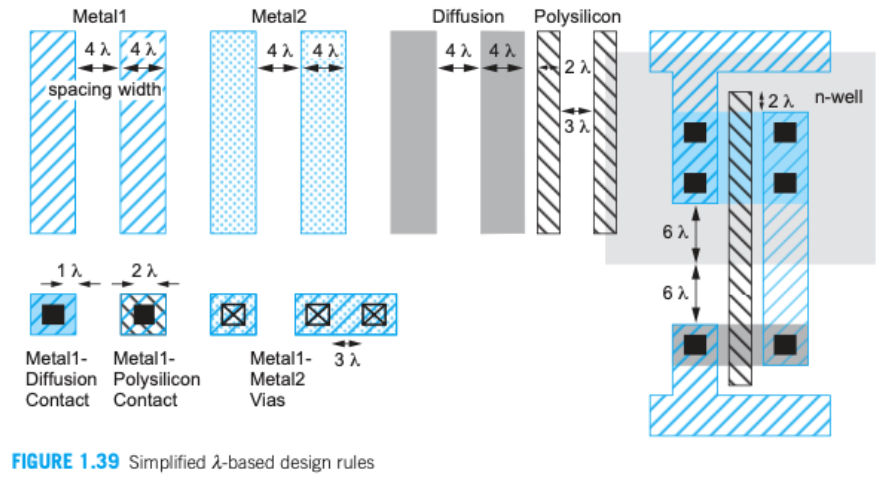 Metal1
Metal2
Diffusion
Polysilicon
4 λ
4 λ
4 λ
4 λ
4 λ
4 λ
2 λ
2 λ
n-well
spacing width
3 λ
6 λ
6 λ
1 λ
2 λ
3 λ
Metal1-
Diffusion
Contact
Metal1-
Polysilicon
Contact
Metal1-
Metal2
Vias
FIGURE 1.39 Simplified λ-based design rules